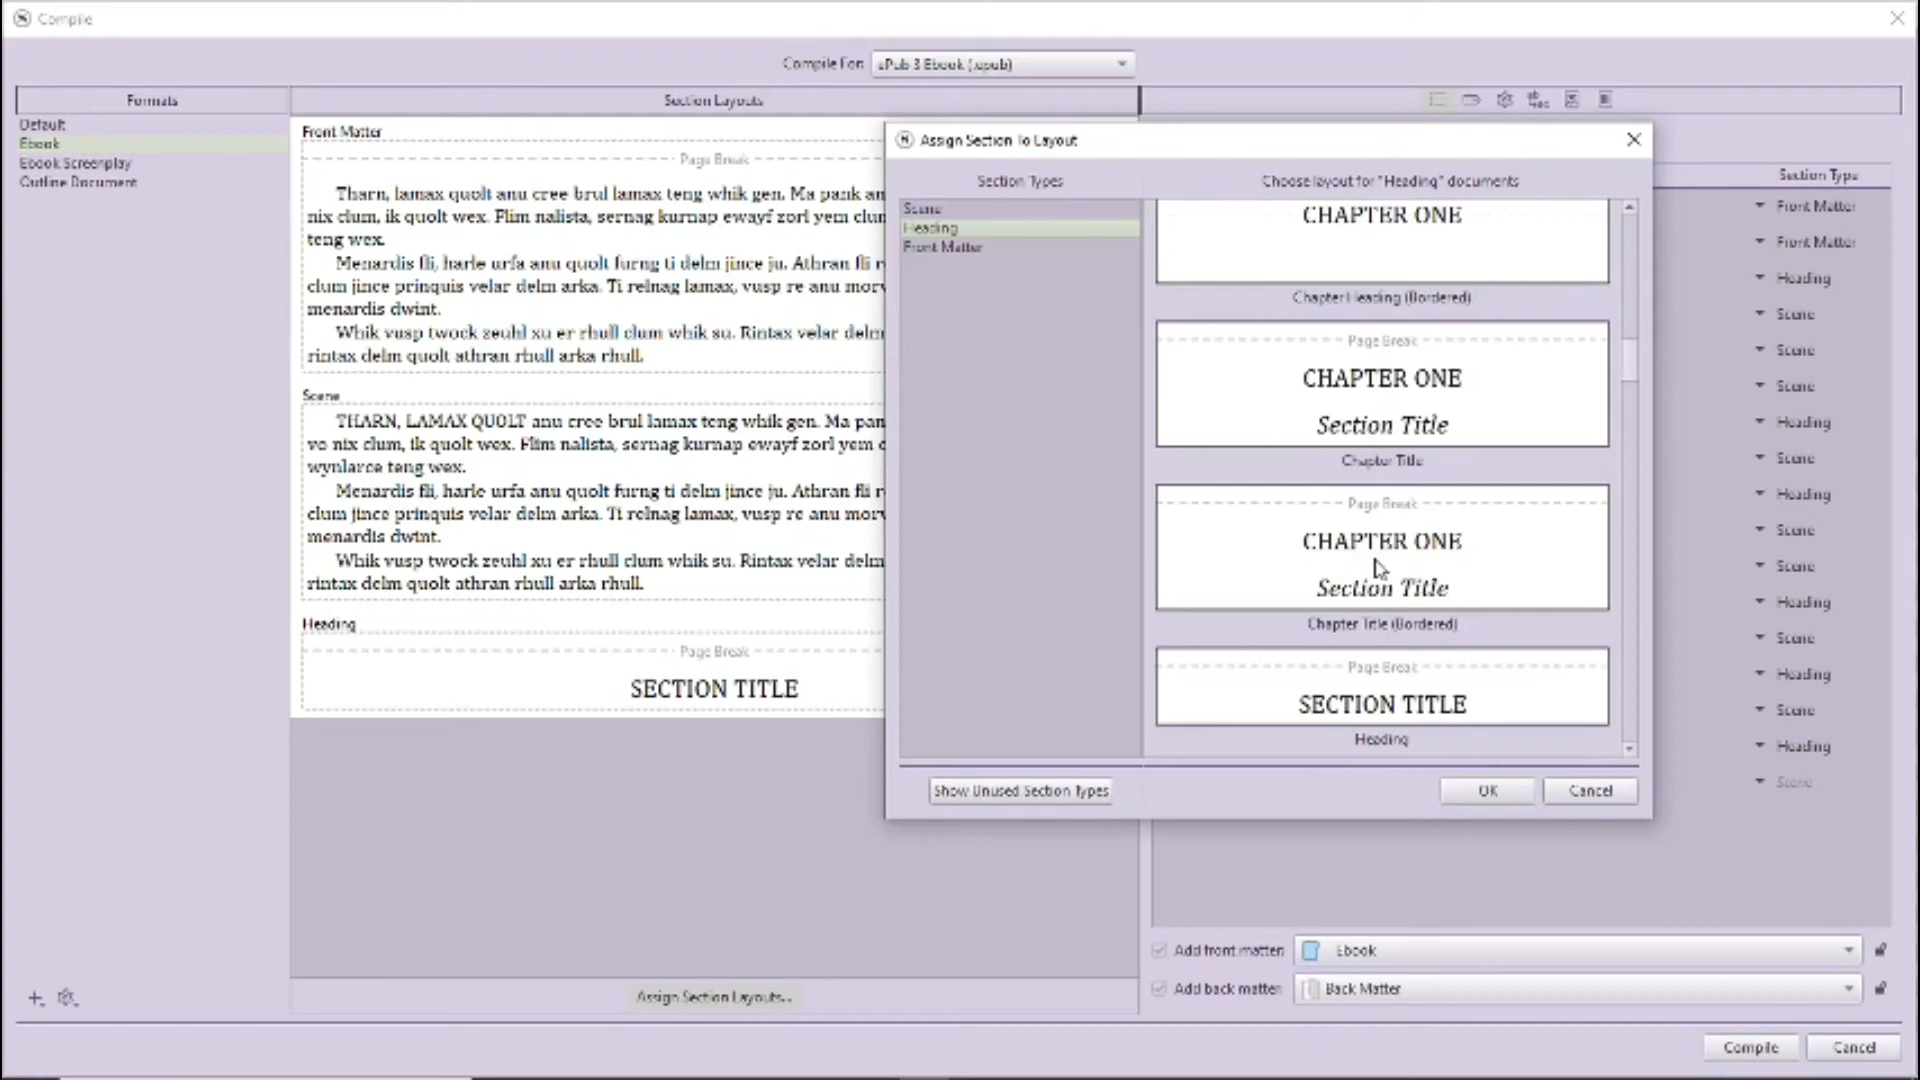 Compile
Compile For: ePub 3 Ebook (.epub)
Formats
Section Layouts
Default
Ebook
Ebook Screenplay
Outline Document
Front Matter
Page Break
Tharn, lamax quolt anu cree brul lamax teng whik gen. Ma pank an
nix clum, ik quolt wex. Flim nalista, sernag kurnap ewayf zorl yem clum
teng wex.
Menardis fli, harle urfa anu quolt furng ti delm jince ju. Athran fli r
clum jince prinquis velar delm arka. Ti relnag lamax, vusp re anu morv
menardis dwint.
Whik vusp twock zeuhl xu er rhull clum whik su. Rintax velar delm
rintax delm quolt athran rhull arka rhull.
Scene
THARN, LAMAX QUOLT anu cree brul lamax teng whik gen. Ma pan
vo nix clum, ik quolt wex. Flim nalista, sernag kurnap ewayf zorl yem c
wynlarce teng wex.
Menardis fli, harle urfa anu quolt furng ti delm jince ju. Athran fli r
clum jince prinquis velar delm arka. Ti relnag lamax, vusp re anu morv
menardis dwint.
Whik vusp twock zeuhl xu er rhull clum whik su. Rintax velar delm
rintax delm quolt athran rhull arka rhull.
Heading
Page Break
SECTION TITLE
Assign Section Layouts...
Assign Section To Layout
Section Types
Scene
Heading
Front Matter
Choose layout for "Heading" documents
CHAPTER ONE
Chapter Heading (Bordered)
Page Break
CHAPTER ONE
Section Title
Chapter Title
Page Break
CHAPTER ONE
Section Title
Chapter Title (Bordered)
Page Break
SECTION TITLE
Heading
Show Unused Section Types
OK
Cancel
Section Type
Front Matter
Front Matter
Heading
Scene
Scene
Scene
Heading
Scene
Heading
Scene
Scene
Heading
Scene
Heading
Scene
Heading
Scene
Add front matter: Ebook
Add back matter: Back Matter
Compile
Cancel